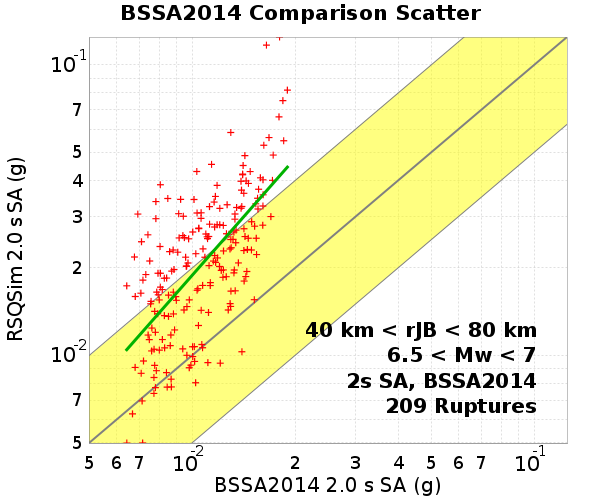 BSSA2014 Comparison Scatter
RSQSim 2.0 s SA (g)
10-1
7
5
4
3
2
10-2
7
5
40 km < rJB < 80 km
6.5 < Mw < 7
2s SA, BSSA2014
209 Ruptures
5 6 7 10-2 2 3 4 5 6 7 10-1
BSSA2014 2.0 s SA (g)